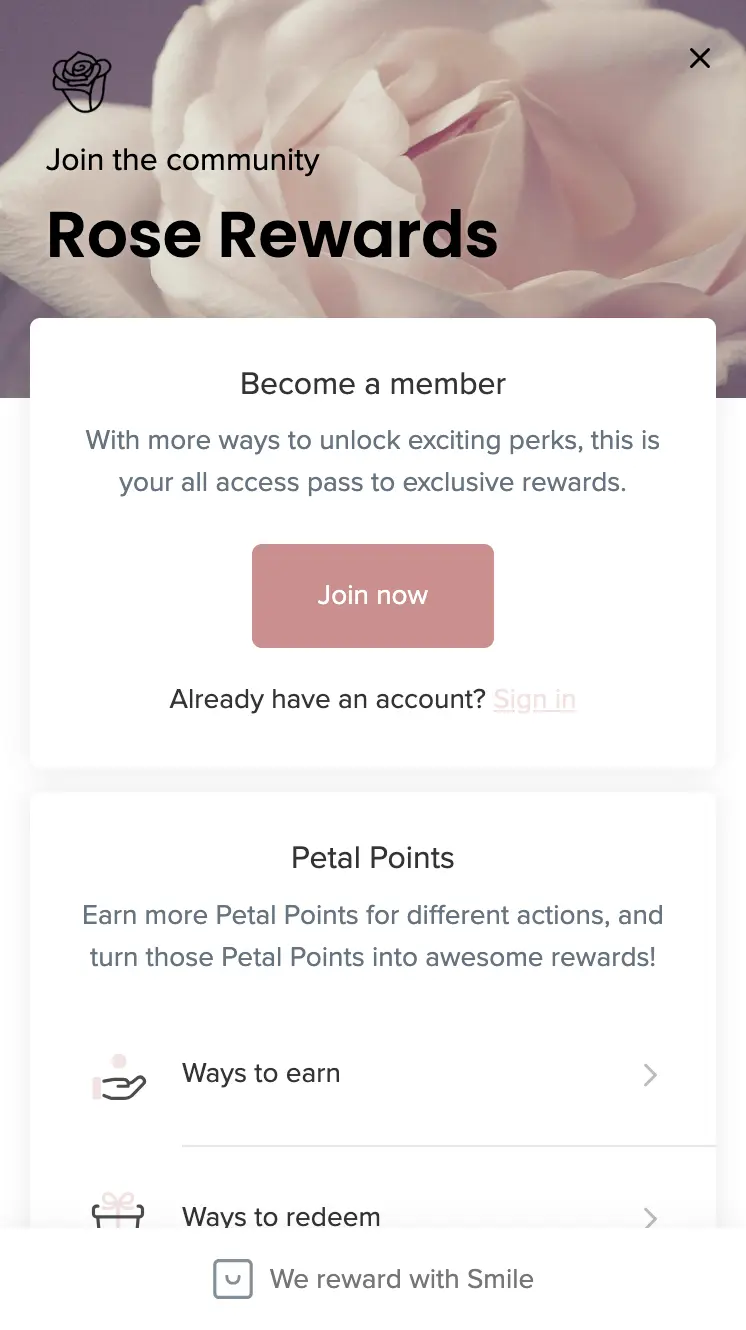 Join the community
Rose Rewards
Become a member
With more ways to unlock exciting perks, this is
your all access pass to exclusive rewards.
Join now
Already have an account? Sign in
Petal Points
Earn more Petal Points for different actions, and
turn those Petal Points into awesome rewards!
Ways to earn
Ways to redeem
We reward with Smile